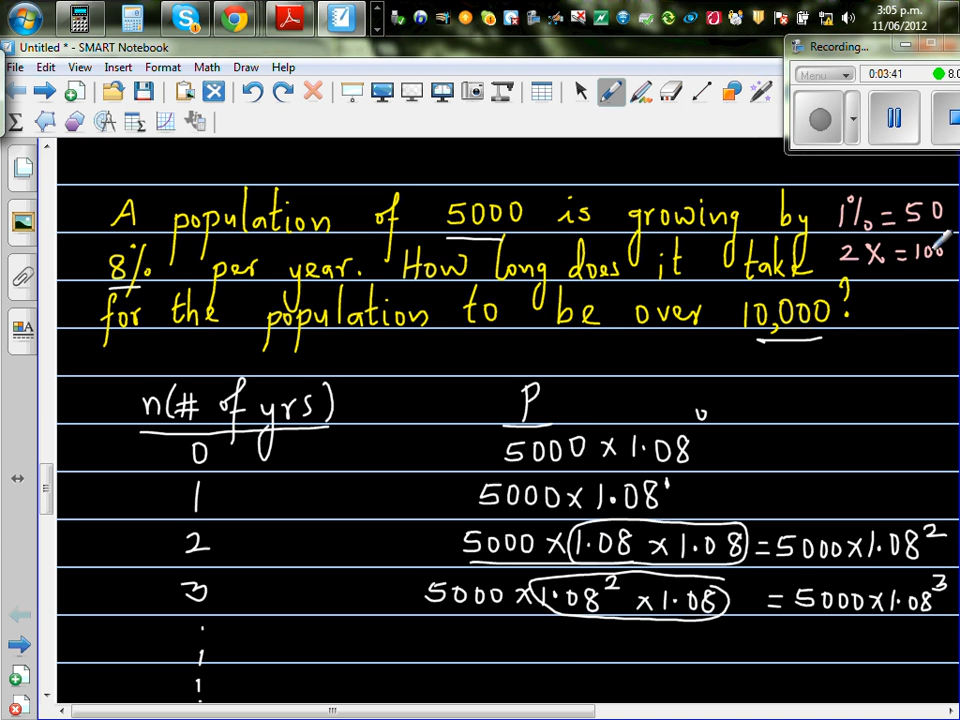 3:05 p.m.
11/06/2012
Untitled * - SMART Notebook
Recording...
File Edit View Insert Format Math Draw Help
Menu
0:03:41
8.0
A population of 5000 is growing by
8% per year. How long does it take
for the population to be over 10,000?
1% = 50
2% = 100
n(# of yrs) P
0 5000 × 1.08⁰
1 5000 × 1.08¹
2 5000 × (1.08 × 1.08) = 5000 × 1.08²
3 5000 × (1.08² × 1.08) = 5000 × 1.08³